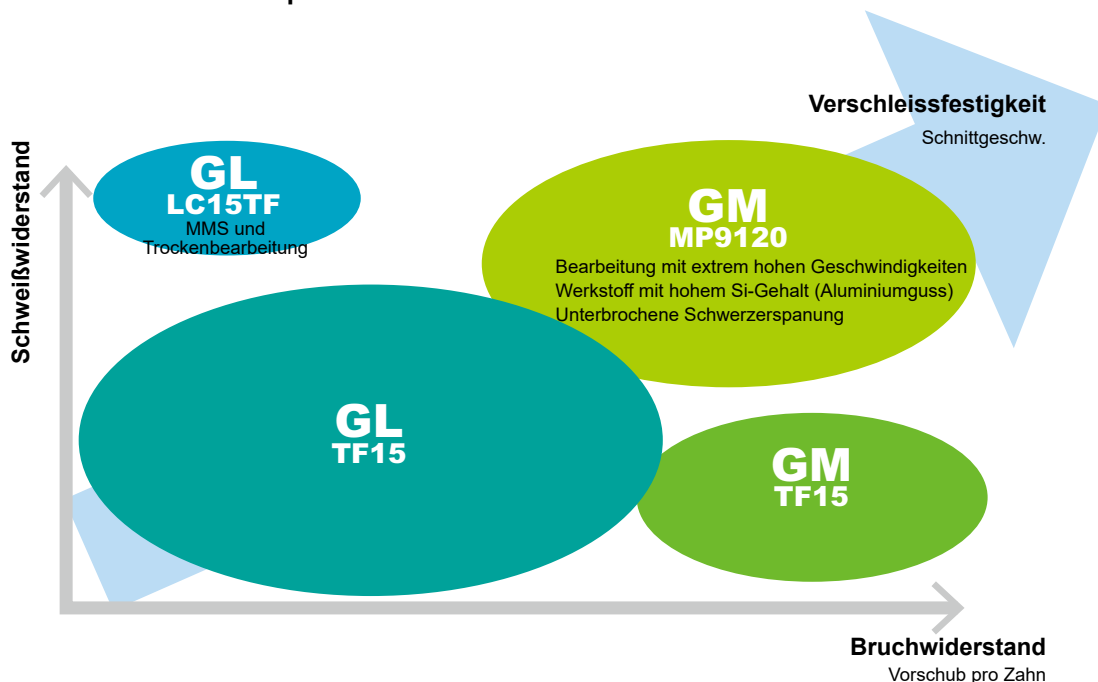 Verschleissfestigkeit
Schnittgeschw.
Schweißwiderstand
GL
LC15TF
MMS und
Trockenbearbeitung
GM
MP9120
Bearbeitung mit extrem hohen Geschwindigkeiten
Werkstoff mit hohem Si-Gehalt (Aluminiumguss)
Unterbrochene Schwerzerspanung
GL
TF15
GM
TF15
Bruchwiderstand
Vorschub pro Zahn